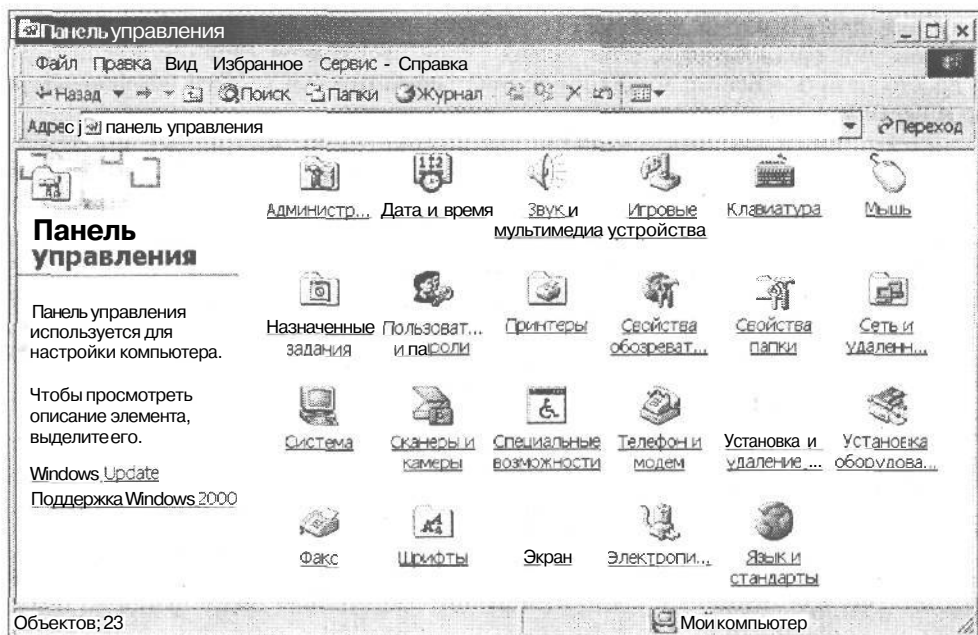 Панель управления
Файл Правка Вид Избранное Сервис - Справка
Назад Поиск Папки Журнал
Адрес j панель управления Переход
Панель
управления
Панель управления
используется для
настройки компьютера.
Чтобы просмотреть
описание элемента,
выделите его.
Windows Update
Поддержка Windows 2000
Администр... Дата и время Звук и мультимедиа Игровые устройства Клавиатура Мышь
Назначенные задания Пользоват... и пароли Принтеры Свойства обозреват... Свойства папки Сеть и удаленн...
Система Сканеры и камеры Специальные возможности Телефон и модем Установка и удаление ... Установка оборудова...
Факс Шрифты Экран Электропи... Язык и стандарты
Объектов; 23 Мой компьютер